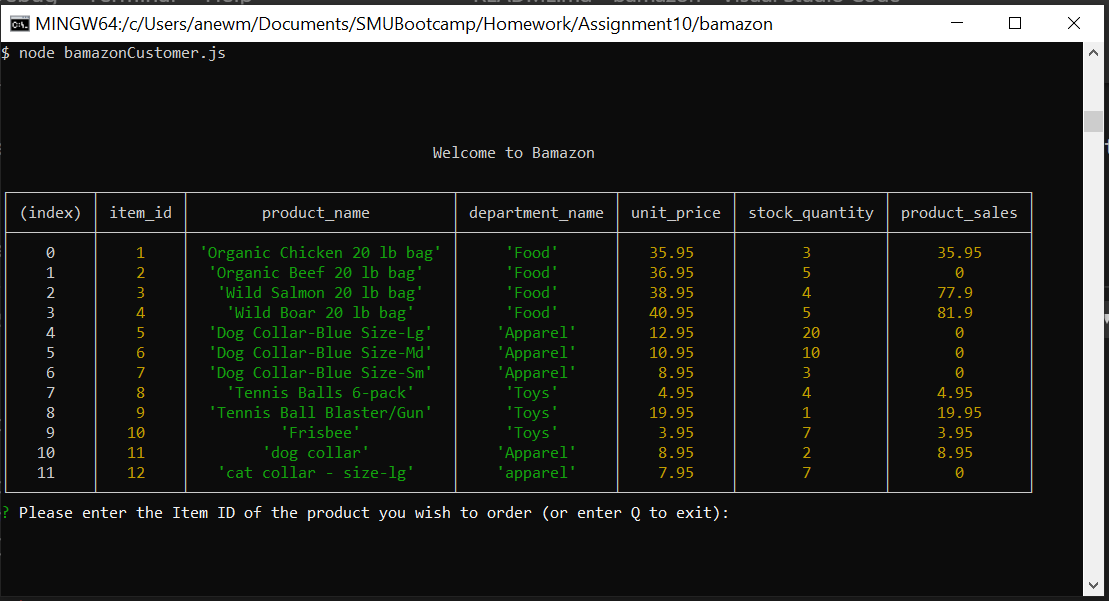 MINGW64:/c/Users/anewm/Documents/SMUBootcamp/Homework/Assignment10/bamazon
$ node bamazonCustomer.js
Welcome to Bamazon
(index) item_id product_name department_name unit_price stock_quantity product_sales
0 1 'Organic Chicken 20 lb bag' 'Food' 35.95 3 35.95
1 2 'Organic Beef 20 lb bag' 'Food' 36.95 5 0
2 3 'Wild Salmon 20 lb bag' 'Food' 38.95 4 77.9
3 4 'Wild Boar 20 lb bag' 'Food' 40.95 5 81.9
4 5 'Dog Collar-Blue Size-Lg' 'Apparel' 12.95 20 0
5 6 'Dog Collar-Blue Size-Md' 'Apparel' 10.95 10 0
6 7 'Dog Collar-Blue Size-Sm' 'Apparel' 8.95 3 0
7 8 'Tennis Balls 6-pack' 'Toys' 4.95 4 4.95
8 9 'Tennis Ball Blaster/Gun' 'Toys' 19.95 1 19.95
9 10 'Frisbee' 'Toys' 3.95 7 3.95
10 11 'dog collar' 'Apparel' 8.95 2 8.95
11 12 'cat collar - size-lg' 'apparel' 7.95 7 0
? Please enter the Item ID of the product you wish to order (or enter Q to exit):